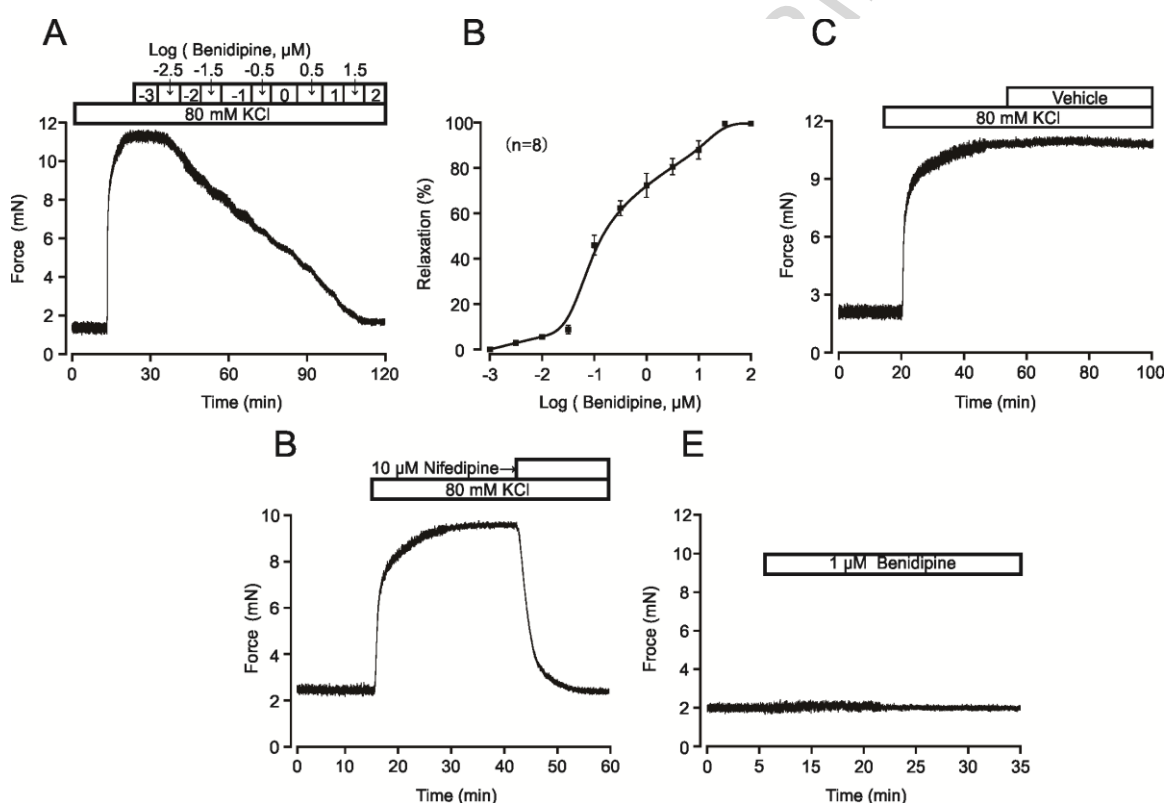 A
Log ( Benidipine, µM)
-2.5 -1.5 -0.5 0.5 1.5
-3 -2 -1 0 1 2
80 mM KCl
12
10
8
6
4
2
0
Force (mN)
0 30 60 90 120
Time (min)
B
(n=8)
100
80
60
40
20
0
Relaxation (%)
-3 -2 -1 0 1 2
Log ( Benidipine, µM)
C
Vehicle
80 mM KCl
12
9
6
3
0
Force (mN)
0 20 40 60 80 100
Time (min)
B
10 µM Nifedipine
80 mM KCl
10
8
6
4
2
0
Force (mN)
0 10 20 30 40 50 60
Time (min)
E
1 µM Benidipine
12
10
8
6
4
2
0
Froce (mN)
0 5 10 15 20 25 30 35
Time (min)